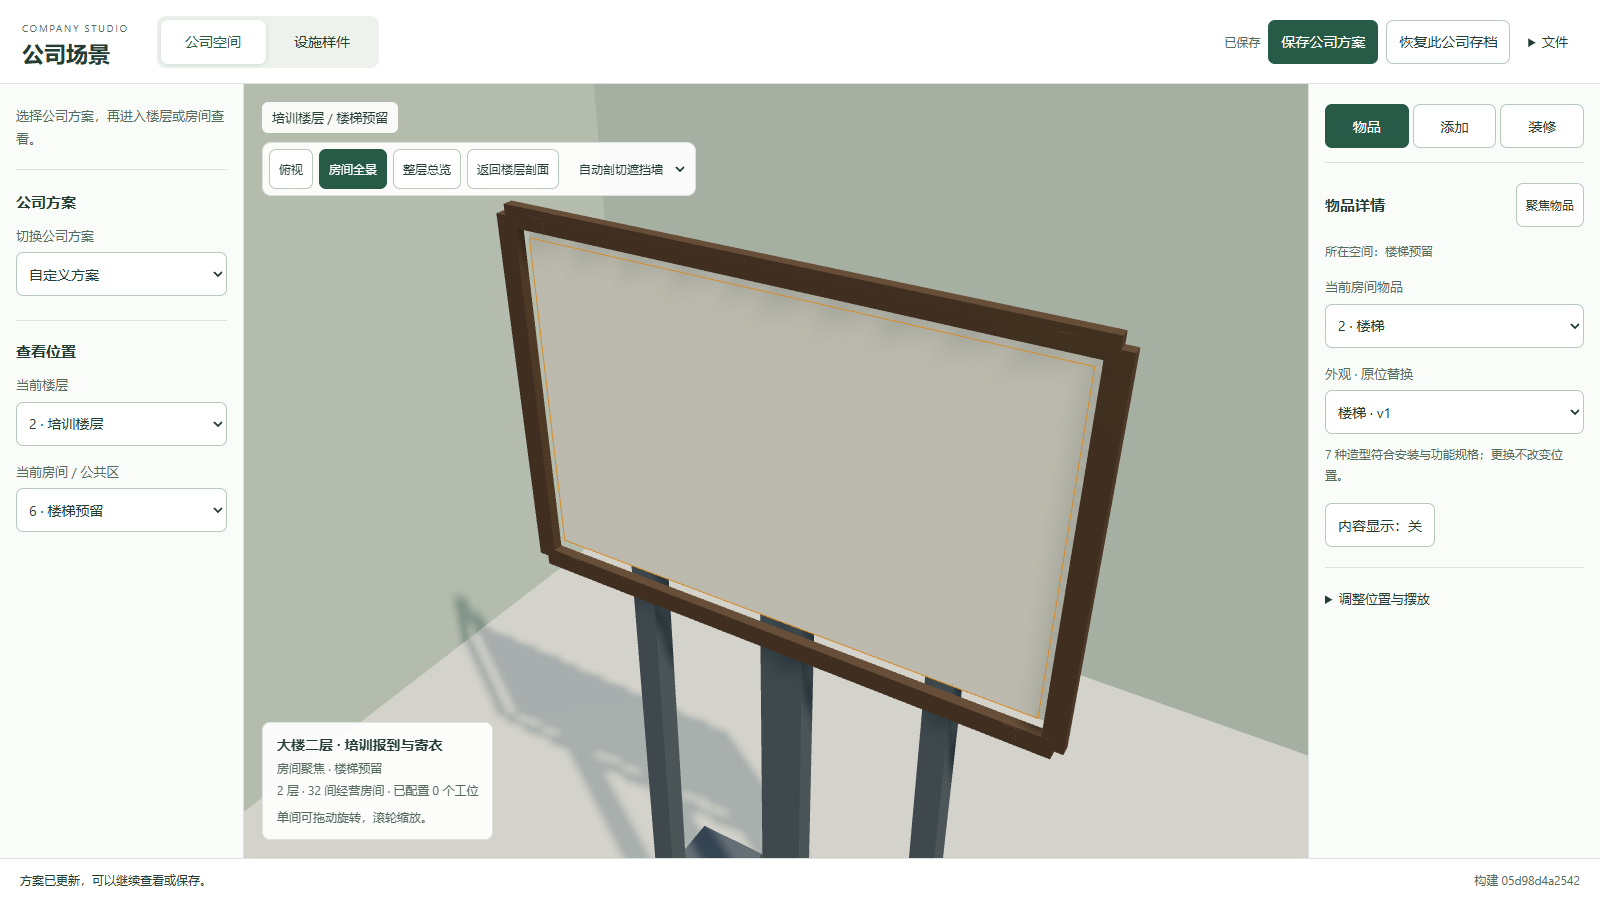 COMPANY STUDIO
公司场景
公司空间
设施样件
已保存
保存公司方案
恢复此公司存档
文件
选择公司方案，再进入楼层或房间查
看。
公司方案
切换公司方案
自定义方案
查看位置
当前楼层
2 · 培训楼层
当前房间 / 公共区
6 · 楼梯预留
培训楼层 / 楼梯预留
俯视
房间全景
整层总览
返回楼层剖面
自动剖切遮挡墙
大楼二层 · 培训报到与寄衣
房间聚焦 · 楼梯预留
2 层 · 32 间经营房间 · 已配置 0 个工位
单间可拖动旋转，滚轮缩放。
物品
添加
装修
物品详情
聚焦物品
所在空间：楼梯预留
当前房间物品
2 · 楼梯
外观 · 原位替换
楼梯 · v1
7 种造型符合安装与功能规格；更换不改变位
置。
内容显示：关
调整位置与摆放
方案已更新，可以继续查看或保存。
构建 05d98d4a2542